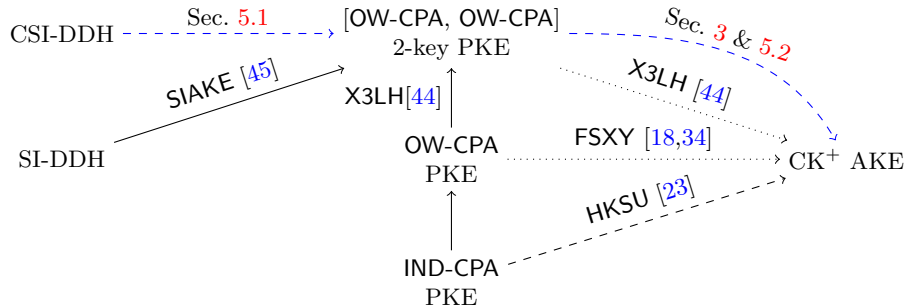 CSI-DDH
Sec. 5.1
[OW-CPA, OW-CPA]
2-key PKE
Sec. 3 & 5.2
SIAKE [45]
X3LH[44]
X3LH [44]
SI-DDH
OW-CPA
PKE
FSXY [18,34]
CK⁺ AKE
HKSU [23]
IND-CPA
PKE